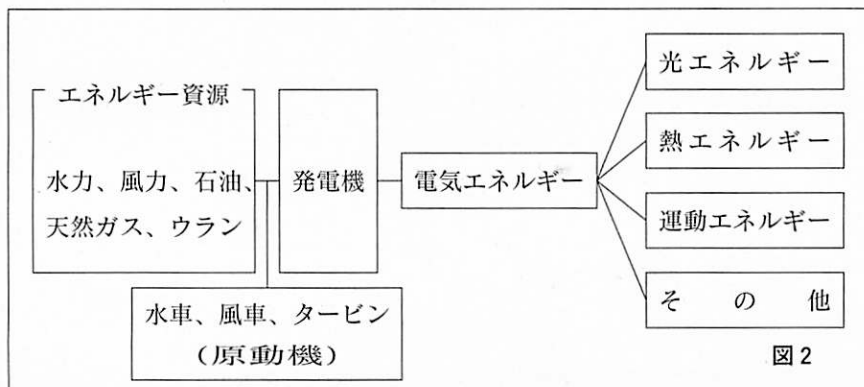 エネルギー資源
水力、風力、石油、
天然ガス、ウラン
発電機
水車、風車、タービン
(原動機)
電気エネルギー
光エネルギー
熱エネルギー
運動エネルギー
その他
図2